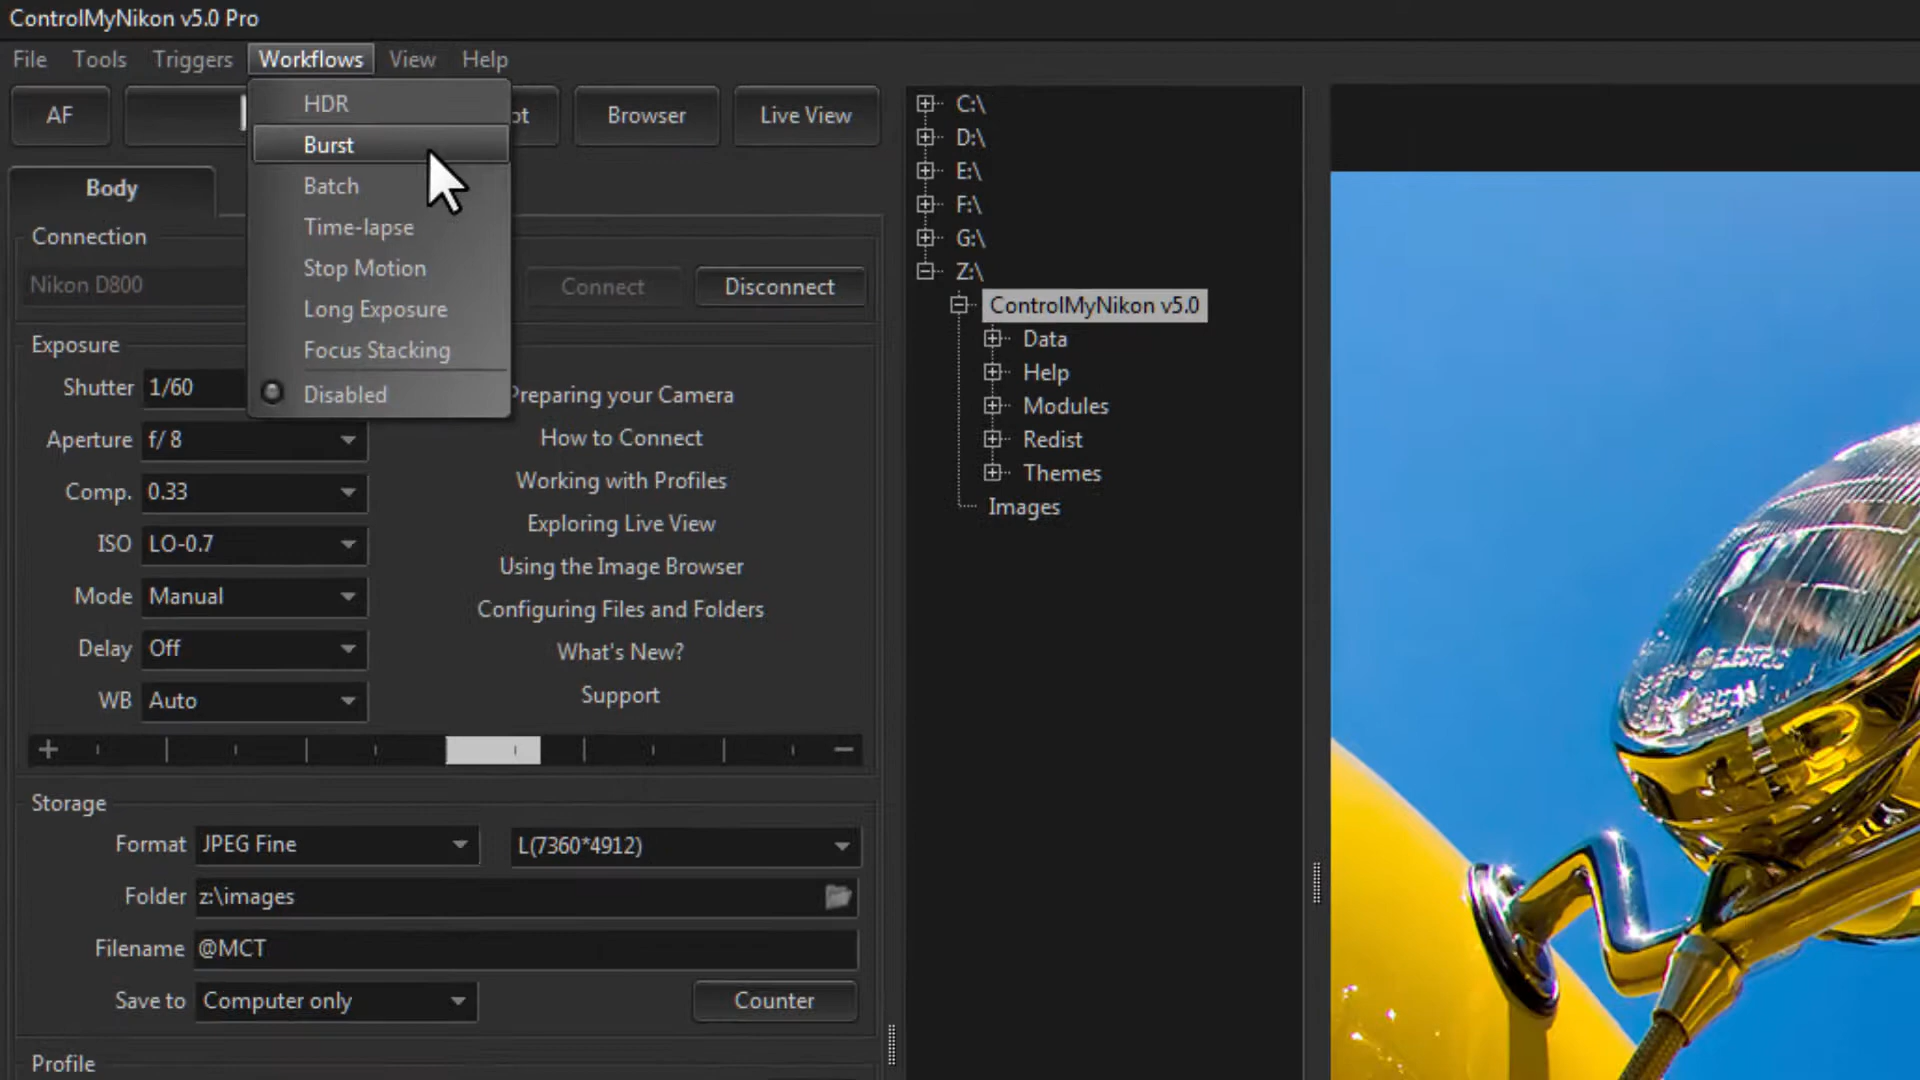 ControlMyNikon v5.0 Pro
File Tools Triggers Workflows View Help
AF Browser Live View
HDR
Burst
Batch
Time-lapse
Stop Motion
Long Exposure
Focus Stacking
Disabled
Body
Connection
Nikon D800 Connect Disconnect
Exposure
Shutter 1/60
Aperture f/ 8
Comp. 0.33
ISO LO-0.7
Mode Manual
Delay Off
WB Auto
Preparing your Camera
How to Connect
Working with Profiles
Exploring Live View
Using the Image Browser
Configuring Files and Folders
What's New?
Support
Storage
Format JPEG Fine L(7360*4912)
Folder z:\images
Filename @MCT
Save to Computer only Counter
Profile
C:\
D:\
E:\
F:\
G:\
Z:\
ControlMyNikon v5.0
Data
Help
Modules
Redist
Themes
Images